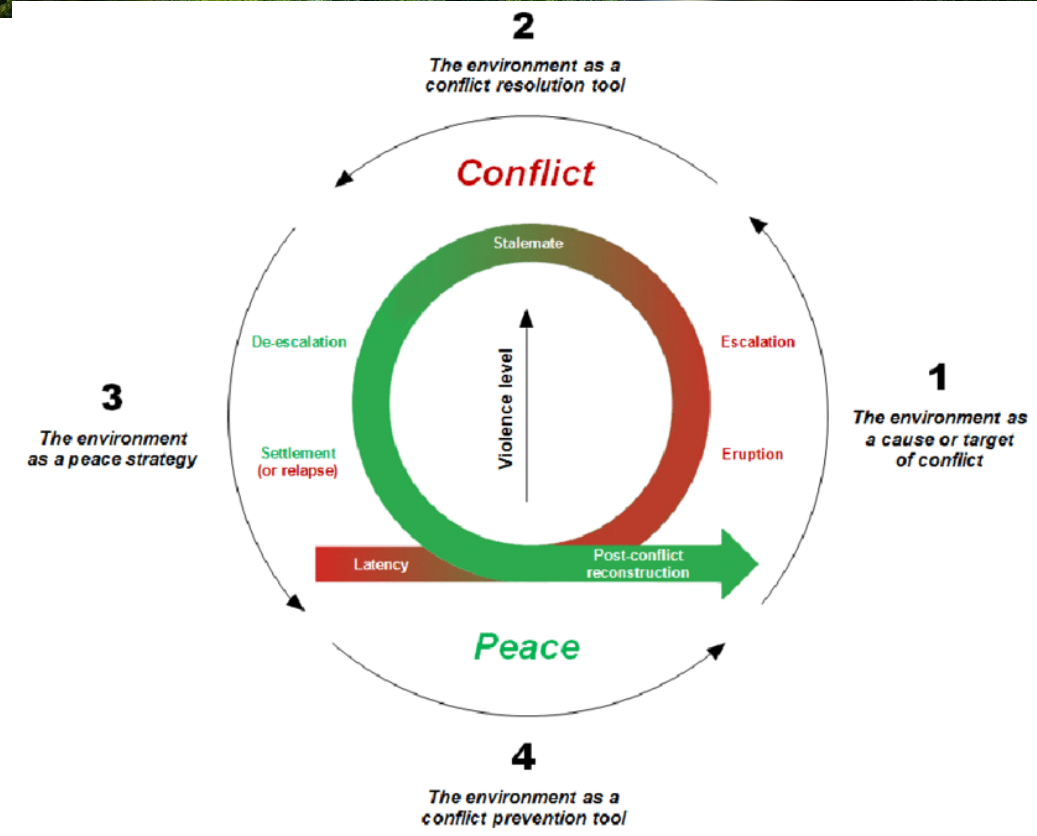 2
The environment as a
conflict resolution tool
Conflict
Stalemate
De-escalation
Escalation
Violence level
3
The environment
as a peace strategy
1
The environment as
a cause or target
of conflict
Settlement
(or relapse)
Eruption
Latency
Post-conflict
reconstruction
Peace
4
The environment as a
conflict prevention tool